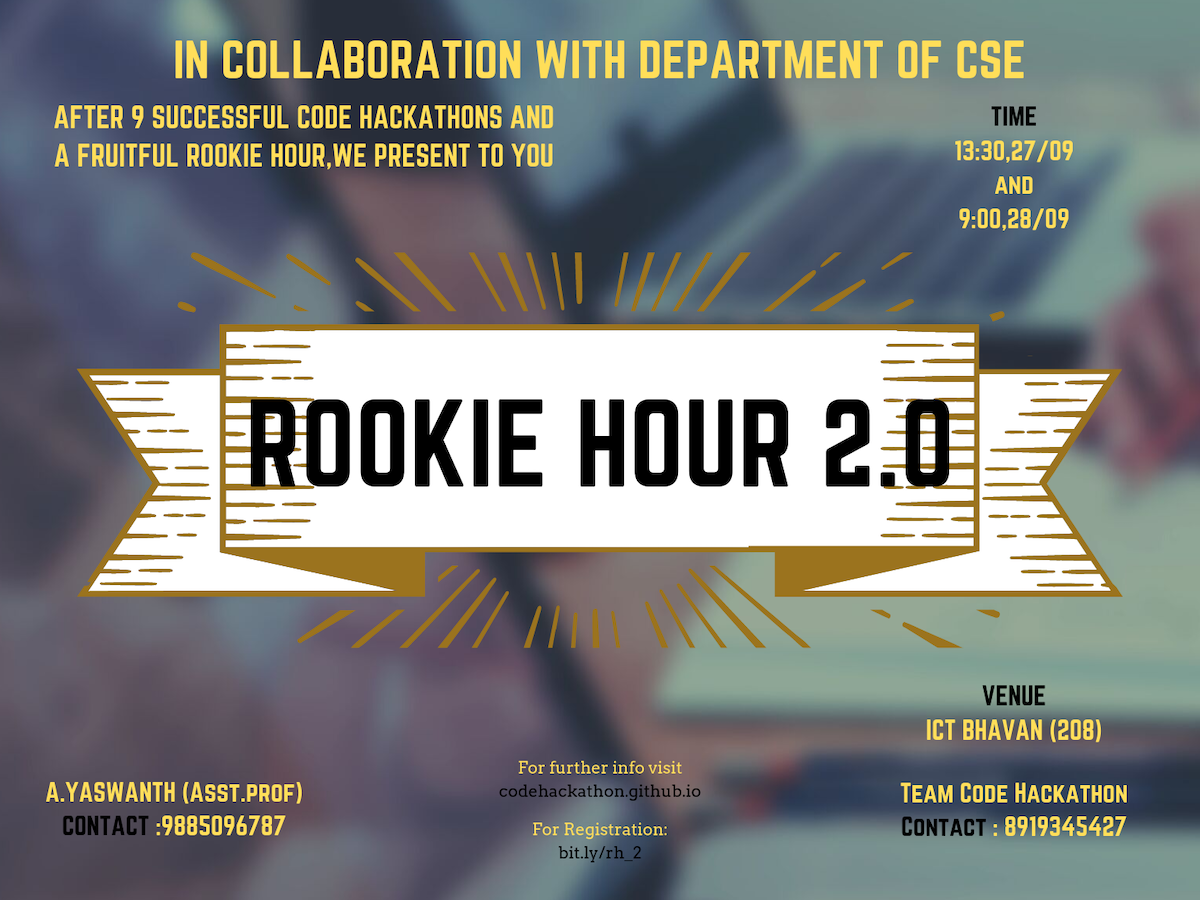 IN COLLABORATION WITH DEPARTMENT OF CSE
AFTER 9 SUCCESSFUL CODE HACKATHONS AND
A FRUITFUL ROOKIE HOUR,WE PRESENT TO YOU
TIME
13:30,27/09
AND
9:00,28/09
ROOKIE HOUR 2.0
VENUE
ICT BHAVAN (208)
A.YASWANTH (Asst.prof)
CONTACT :9885096787
For further info visit
codehackathon.github.io
For Registration:
bit.ly/rh_2
Team Code Hackathon
Contact : 8919345427